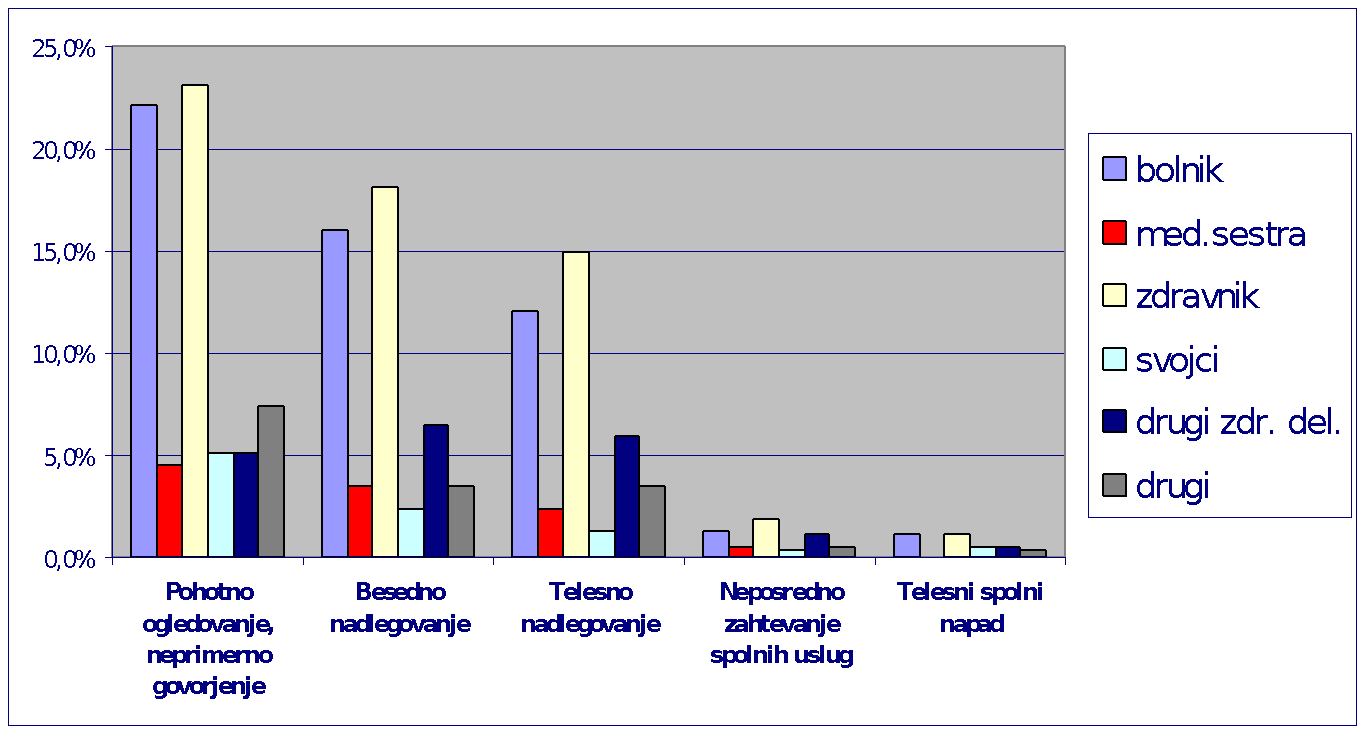 25,0%
20,0%
15,0%
10,0%
5,0%
0,0%
Pohotno
ogledovanje,
neprimerno
govorjenje
Besedno
nadlegovanje
Telesno
nadlegovanje
Neposredno
zahtevanje
spolnih uslug
Telesni spolni
napad
bolnik
med.sestra
zdravnik
svojci
drugi zdr. del.
drugi